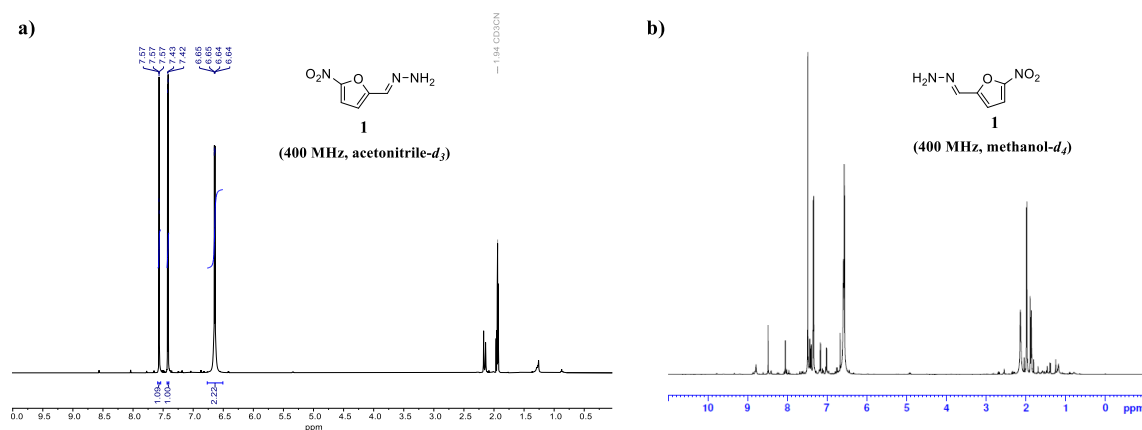 a)
7.57
7.57
7.57
7.43
7.42
6.65
6.65
6.64
6.64
— 1.94 CD3CN
O₂N
O
N
NH₂
1
(400 MHz, acetonitrile-d₃)
1.09
1.00
2.22
0.0 9.5 9.0 8.5 8.0 7.5 7.0 6.5 6.0 5.5 5.0 4.5 4.0 3.5 3.0 2.5 2.0 1.5 1.0 0.5
ppm
b)
H₂N
N
O
NO₂
1
(400 MHz, methanol-d₄)
10 9 8 7 6 5 4 3 2 1 0 ppm